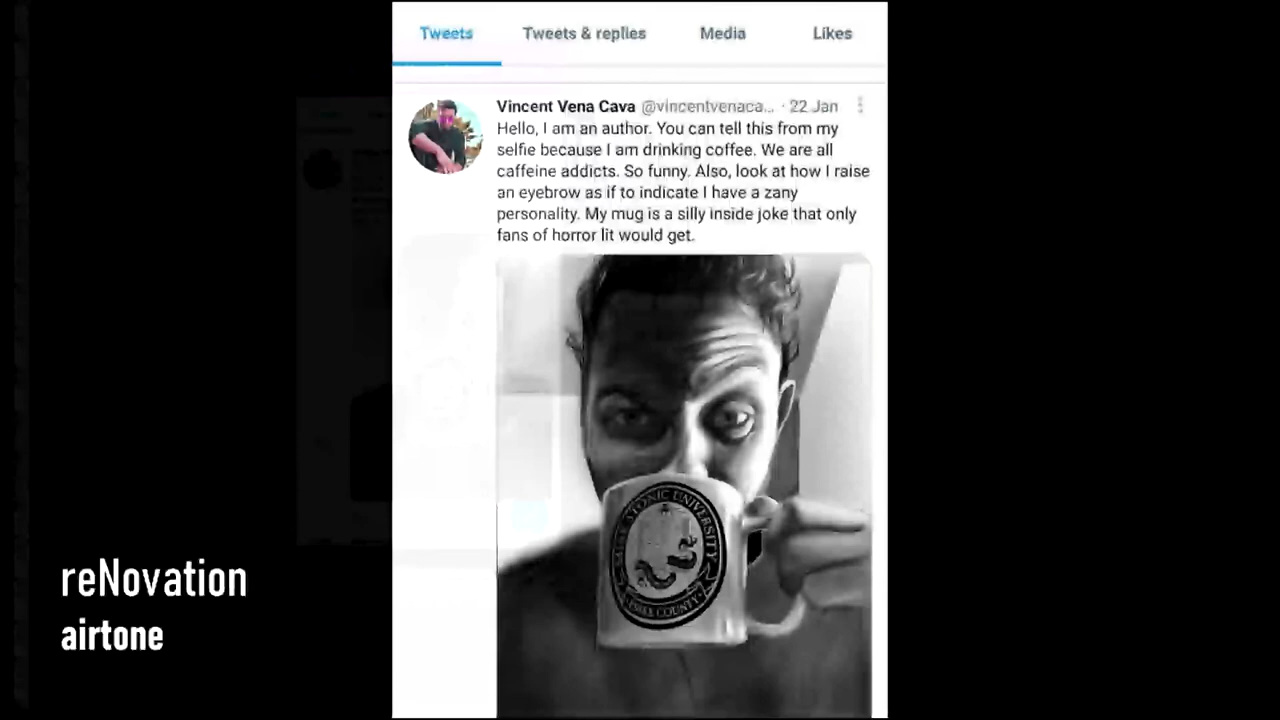 Tweets
Tweets & replies
Media
Likes
Vincent Vena Cava @vincentvenaca... · 22 Jan
Hello, I am an author. You can tell this from my
selfie because I am drinking coffee. We are all
caffeine addicts. So funny. Also, look at how I raise
an eyebrow as if to indicate I have a zany
personality. My mug is a silly inside joke that only
fans of horror lit would get.
MISKATONIC UNIVERSITY
ESSEX COUNTY
reNovation
airtone